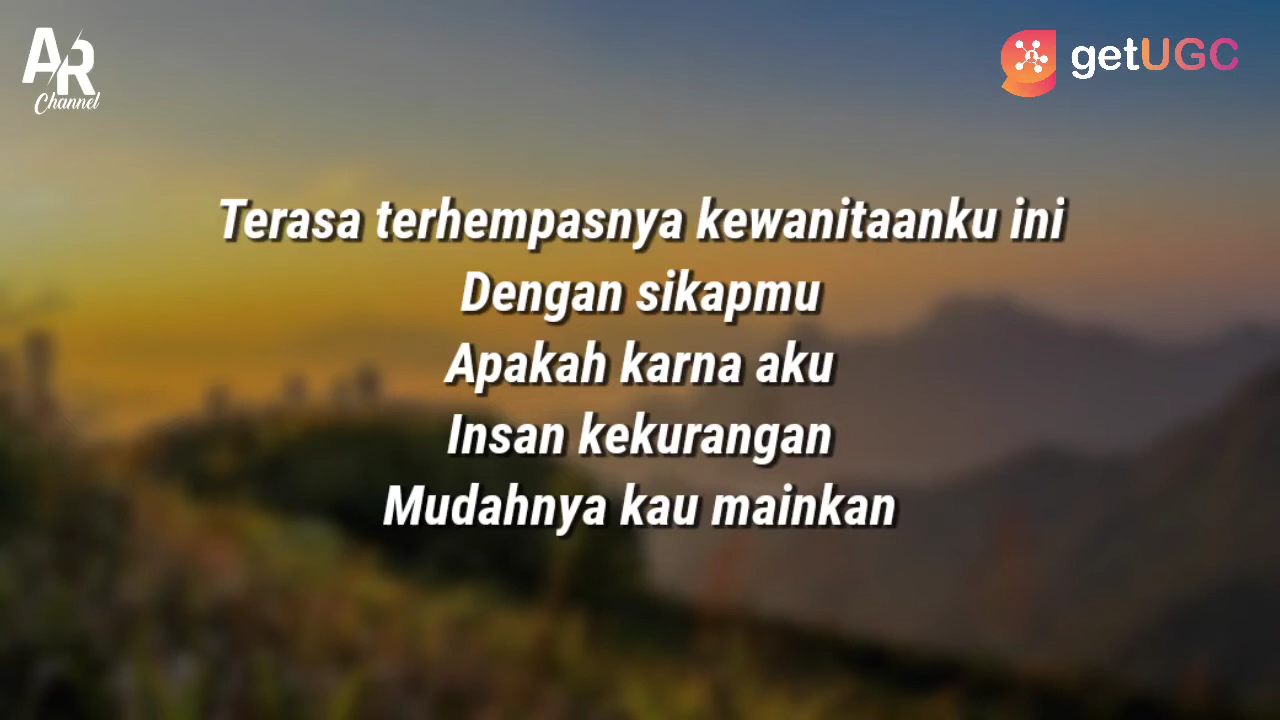 AR
Channel
getUGC
Terasa terhempasnya kewanitaanku ini
Dengan sikapmu
Apakah karna aku
Insan kekurangan
Mudahnya kau mainkan